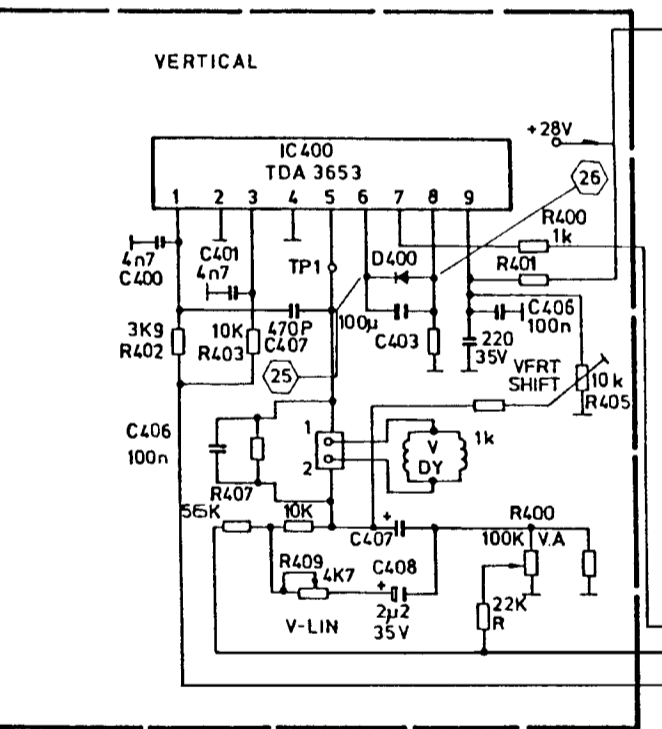 VERTICAL
+28V
IC400
TDA 3653
26
1 2 3 4 5 6 7 8 9
R400
1k
4n7
C400
C401
4n7
TP1
D400
R401
C406
100n
3K9
R402
10K
R403
470P
C407
100µ
C403
220
35V
25
VFRT
SHIFT
10k
R405
C406
100n
1
2
V
DY
1k
R407
565K
10K
C407
+
R400
100K
V.A
R409
4K7
C408
+
2µ2
35V
22K
R
V-LIN